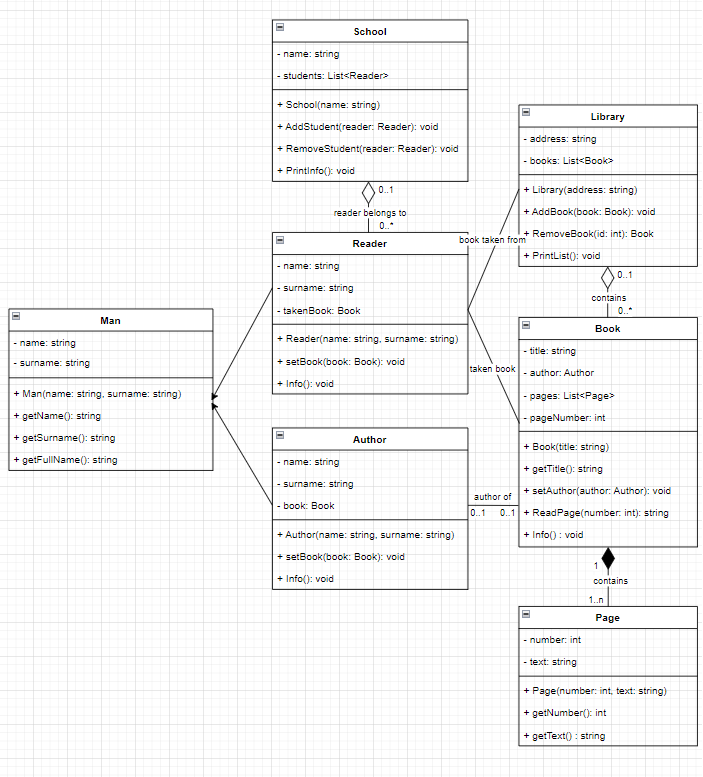 School
- name: string
- students: List<Reader>
+ School(name: string)
+ AddStudent(reader: Reader): void
+ RemoveStudent(reader: Reader): void
+ PrintInfo(): void
0..1
reader belongs to
0..*
Library
- address: string
- books: List<Book>
+ Library(address: string)
+ AddBook(book: Book): void
+ RemoveBook(id: int): Book
+ PrintList(): void
0..1
contains
0..*
book taken from
taken book
Reader
- name: string
- surname: string
- takenBook: Book
+ Reader(name: string, surname: string)
+ setBook(book: Book): void
+ Info(): void
Man
- name: string
- surname: string
+ Man(name: string, surname: string)
+ getName(): string
+ getSurname(): string
+ getFullName(): string
Book
- title: string
- author: Author
- pages: List<Page>
- pageNumber: int
+ Book(title: string)
+ getTitle(): string
+ setAuthor(author: Author): void
+ ReadPage(number: int): string
+ Info() : void
Author
- name: string
- surname: string
- book: Book
+ Author(name: string, surname: string)
+ setBook(book: Book): void
+ Info(): void
author of
0..1 0..1
1
contains
1..n
Page
- number: int
- text: string
+ Page(number: int, text: string)
+ getNumber(): int
+ getText() : string